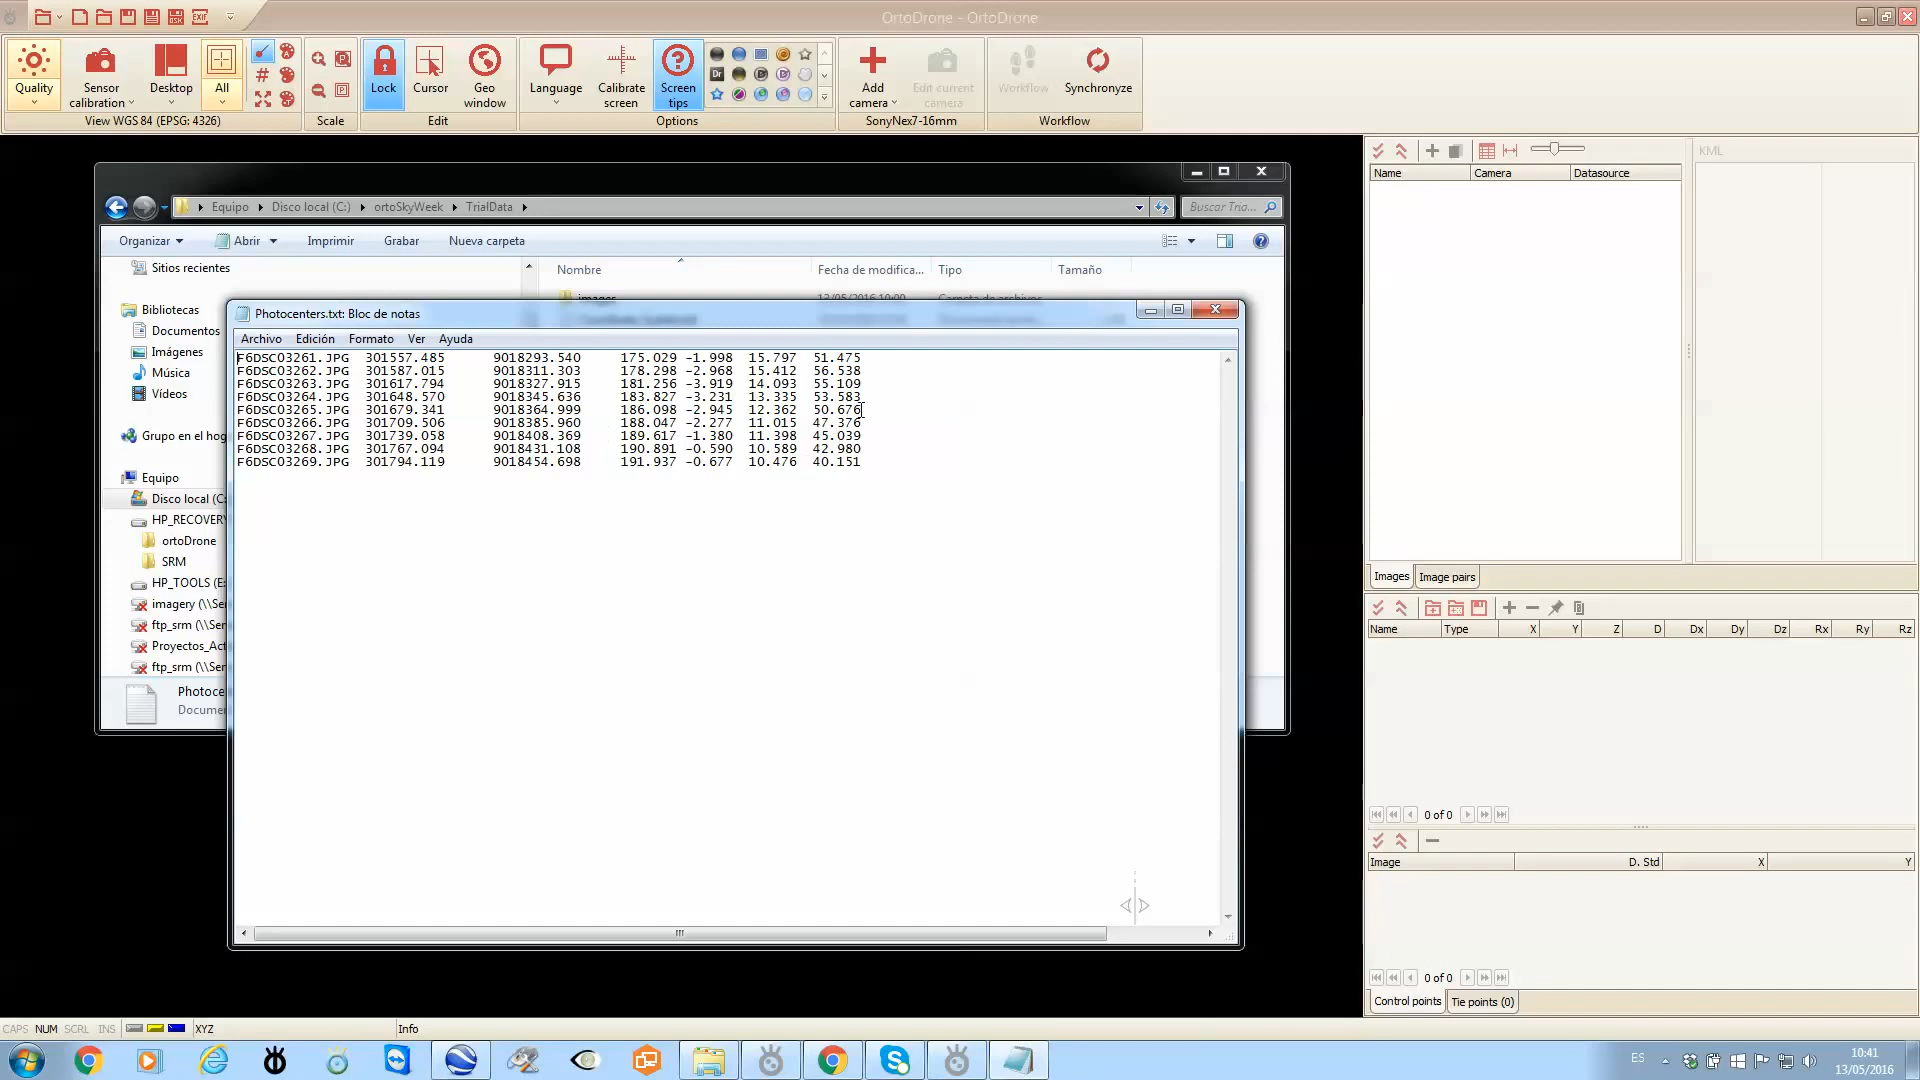 OrtoDrone - OrtoDrone
Quality
Sensor calibration
Desktop
All
View WGS 84 (EPSG: 4326)
Scale
Lock
Cursor
Geo window
Edit
Language
Calibrate screen
Screen tips
Options
Add camera
Edit current camera
SonyNex7-16mm
Workflow
Synchronyze
Workflow
Equipo
Disco local (C:)
ortoSkyWeek
TrialData
Buscar Tria...
Organizar
Abrir
Imprimir
Grabar
Nueva carpeta
Sitios recientes
Nombre
Fecha de modifica...
Tipo
Tamaño
Bibliotecas
Documentos
Imágenes
Música
Vídeos
Grupo en el hog
Equipo
Disco local (C:
HP_RECOVERY
ortoDrone
SRM
HP_TOOLS (E:
imagery (\\Ser
ftp_srm (\\Ser
Proyectos_Act
ftp_srm (\\Ser
Photoce
Docume
Photocenters.txt: Bloc de notas
Archivo Edición Formato Ver Ayuda
F6DSC03261.JPG 301557.485 9018293.540 175.029 -1.998 15.797 51.475
F6DSC03262.JPG 301587.015 9018311.303 178.298 -2.968 15.412 56.538
F6DSC03263.JPG 301617.794 9018327.915 181.256 -3.919 14.093 55.109
F6DSC03264.JPG 301648.570 9018345.636 183.827 -3.231 13.335 53.583
F6DSC03265.JPG 301679.341 9018364.999 186.098 -2.945 12.362 50.676
F6DSC03266.JPG 301709.506 9018385.960 188.047 -2.277 11.015 47.376
F6DSC03267.JPG 301739.058 9018408.369 189.617 -1.380 11.398 45.039
F6DSC03268.JPG 301767.094 9018431.108 190.891 -0.590 10.589 42.980
F6DSC03269.JPG 301794.119 9018454.698 191.937 -0.677 10.476 40.151
KML
Name Camera Datasource
Images Image pairs
Name Type X Y Z D Dx Dy Dz Rx Ry Rz
0 of 0
Image D. Std X Y
0 of 0
Control points Tie points (0)
CAPS NUM SCRL INS XYZ Info
ES
10:41
13/05/2016